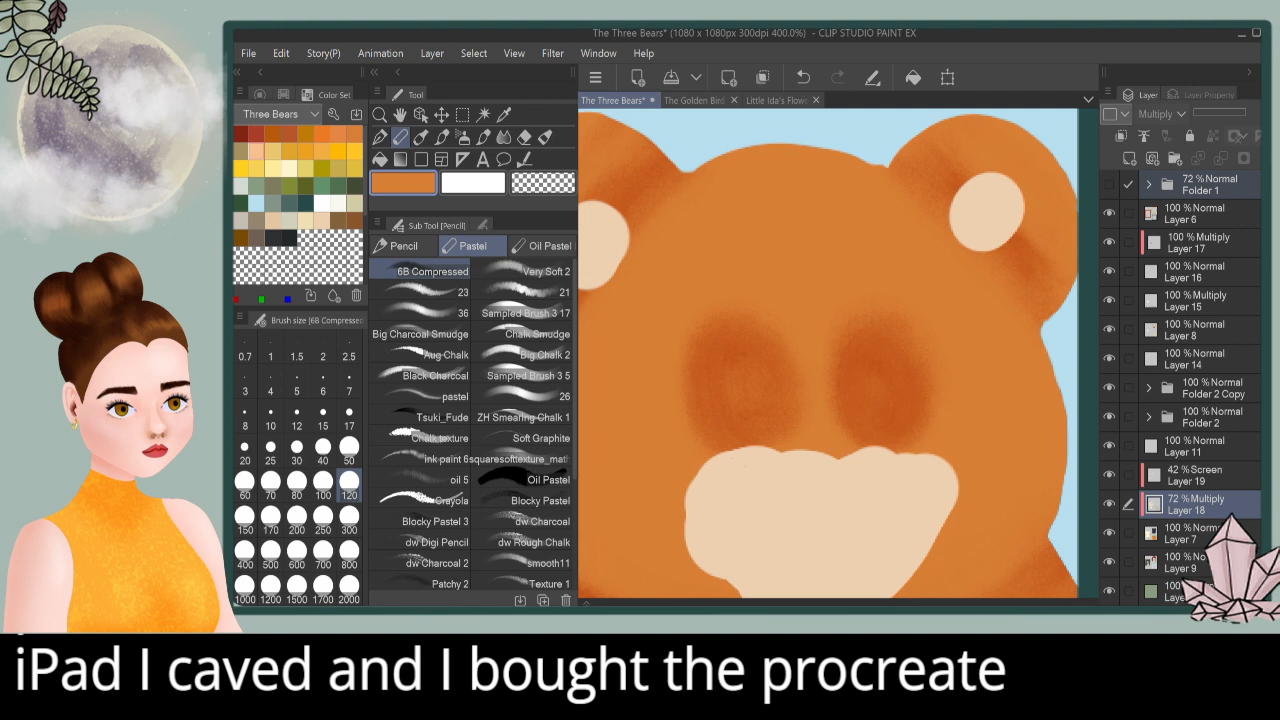 The Three Bears* (1080 x 1080px 300dpi 400.0%) - CLIP STUDIO PAINT EX
File Edit Story(P) Animation Layer Select View Filter Window Help
Color Set
Tool
The Three Bears* The Golden Bird Little Ida's Flowe
Layer Layer Property
Three Bears
Multiply
Sub Tool [Pencil]
Pencil Pastel Oil Pastel
6B Compressed Very Soft 2
23 21
36 Sampled Brush 3 17
Big Charcoal Smudge Chalk Smudge
Aug Chalk Big Chalk 2
Black Charcoal Sampled Brush 3 5
pastel 26
Tsuki_Fude ZH Smearing Chalk 1
Chalk texture Soft Graphite
ink paint 6 squaresofttexture_mat
oil 5 Oil Pastel
Crayola Blocky Pastel
Blocky Pastel 3 dw Charcoal
dw Digi Pencil dw Rough Chalk
dw Charcoal 2 smooth11
Patchy 2 Texture 1
Brush size [6B Compresse
0.7 1 1.5 2 2.5
3 4 5 6 7
8 10 12 15 17
20 25 30 40 50
60 70 80 100 120
150 170 200 250 300
400 500 600 700 800
1000 1200 1500 1700 2000
72 % Normal
Folder 1
100 % Normal
Layer 6
100 % Multiply
Layer 17
100 % Normal
Layer 16
100 % Multiply
Layer 15
100 % Normal
Layer 8
100 % Normal
Layer 14
100 % Normal
Folder 2 Copy
100 % Normal
Folder 2
100 % Normal
Layer 11
42 % Screen
Layer 19
72 % Multiply
Layer 18
100 % Norm
Layer 7
100 % No
Layer 9
100
Laye
iPad I caved and I bought the procreate